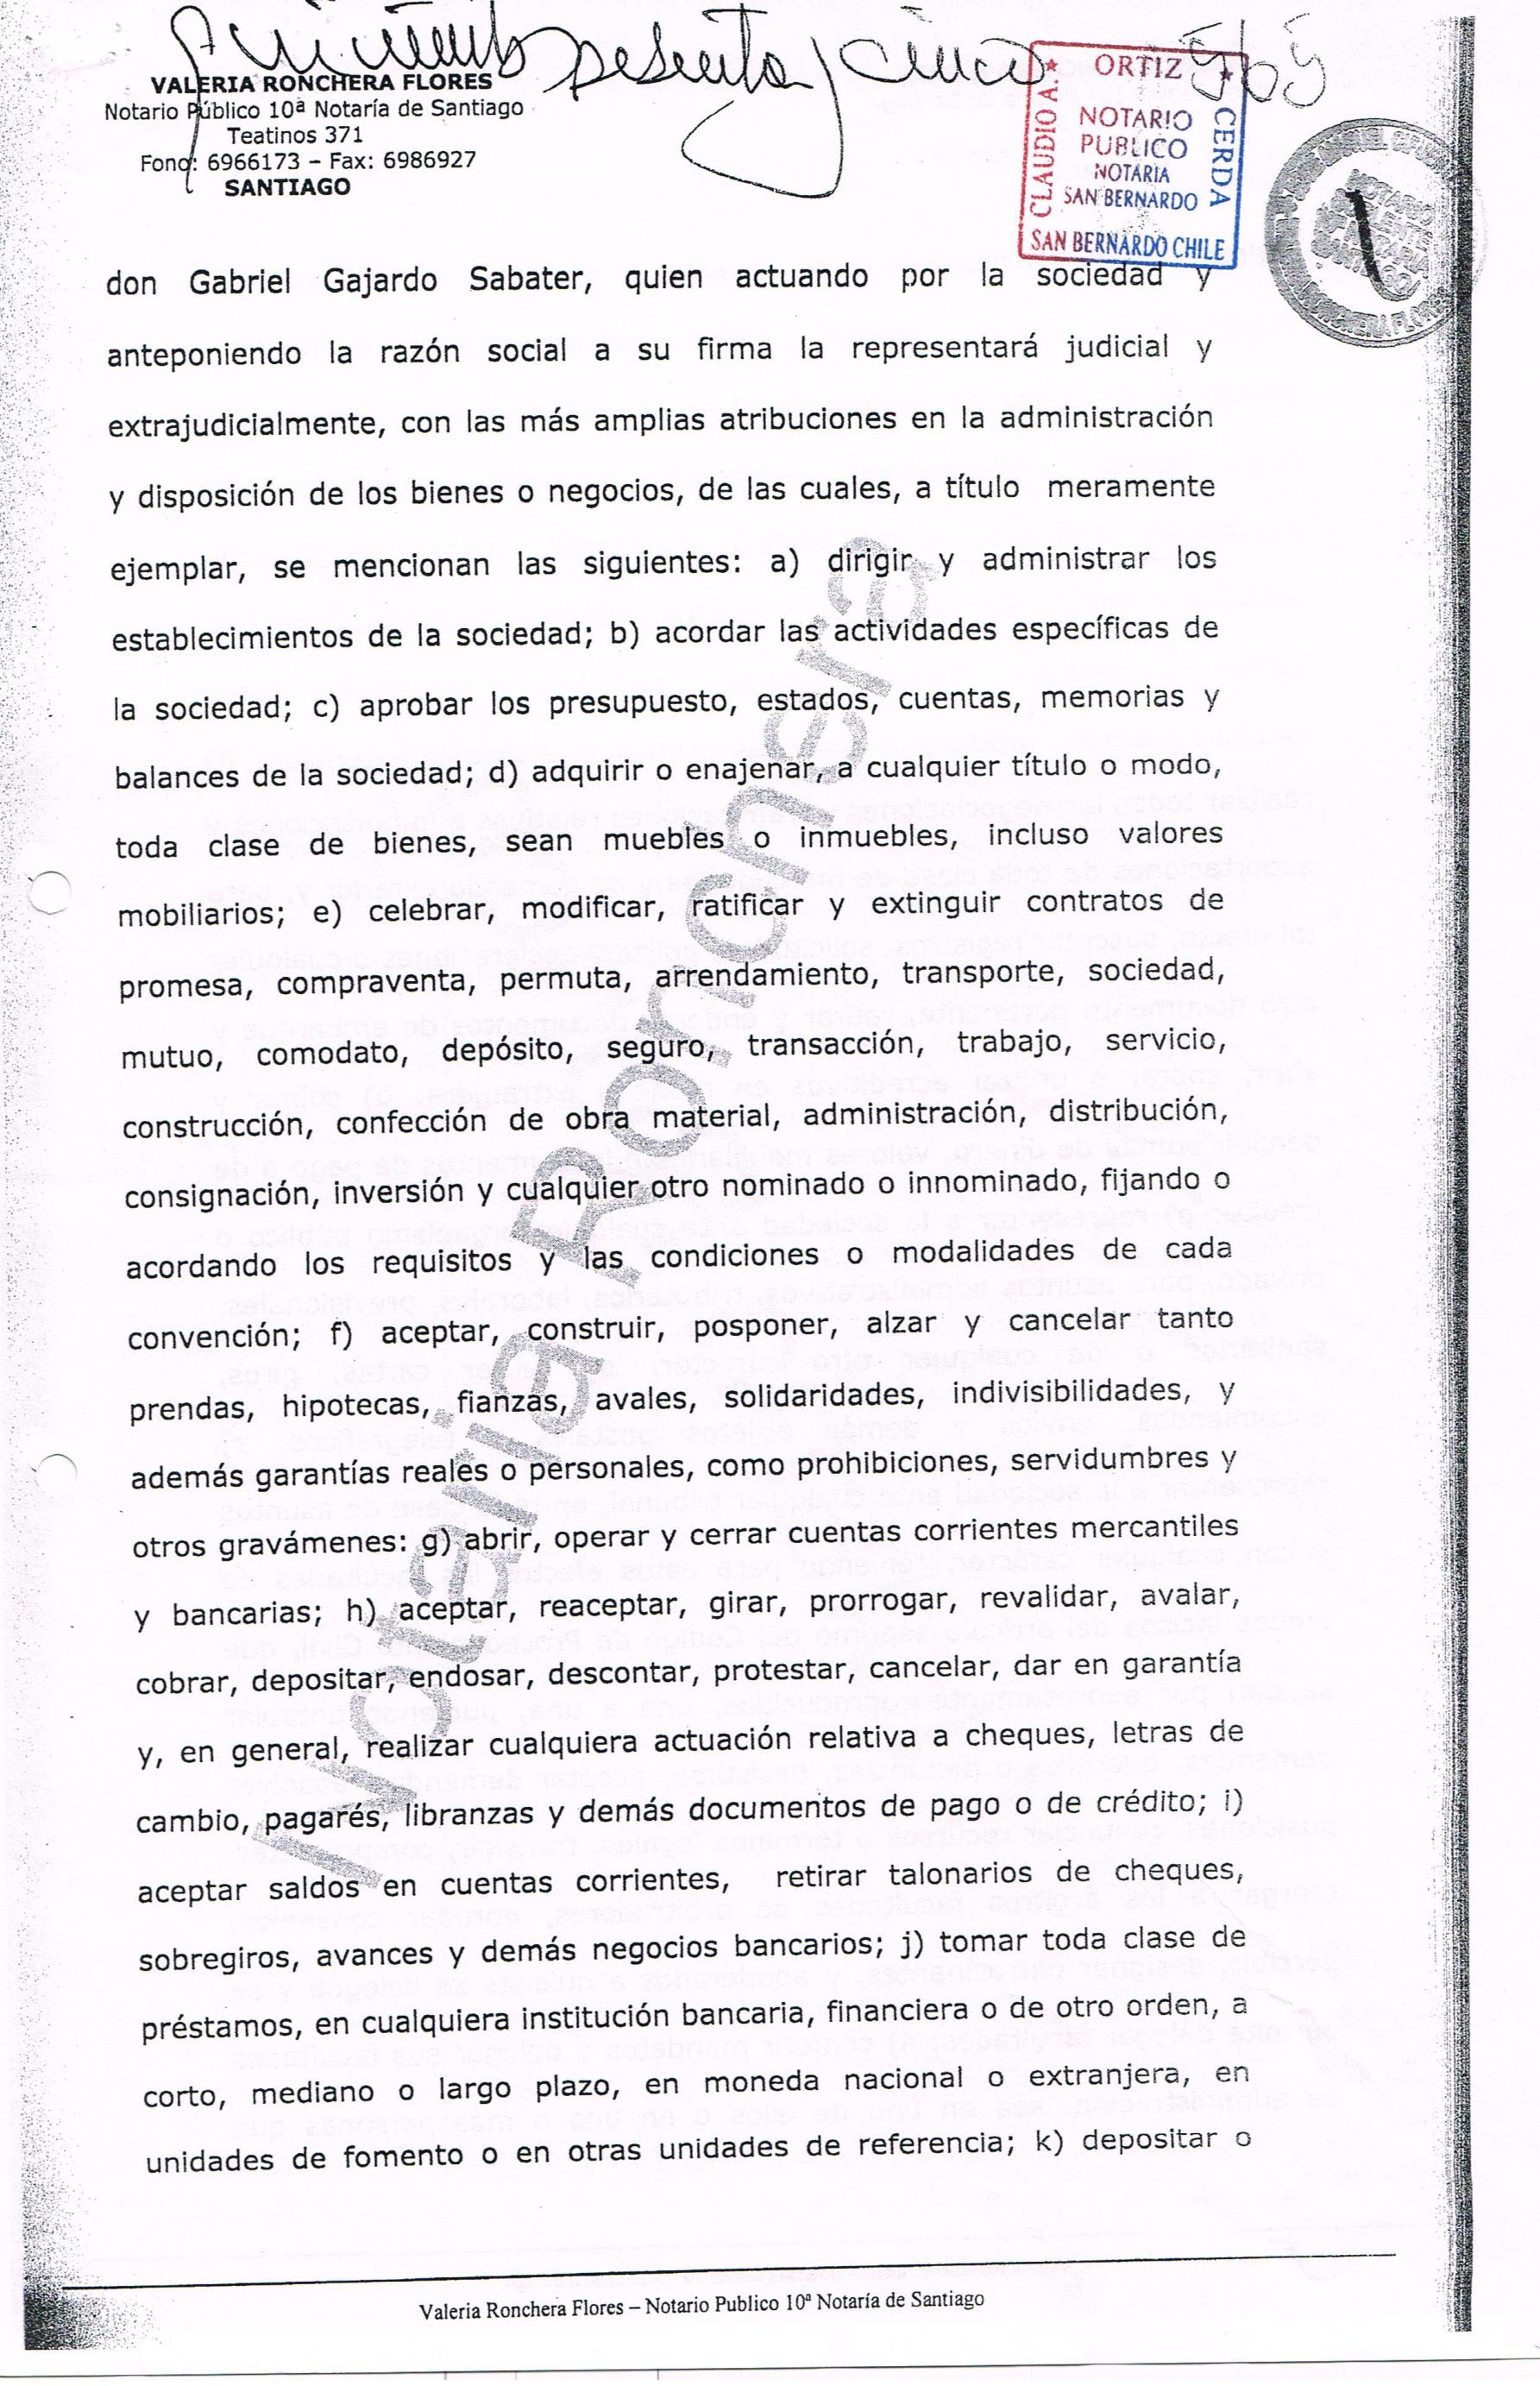 quinientos sesenta y cinco 565
VALERIA RONCHERA FLORES
Notario Público 10ª Notaría de Santiago
Teatinos 371
Fono: 6966173 – Fax: 6986927
SANTIAGO
CLAUDIO A. ORTIZ CERDA
NOTARIO
PUBLICO
NOTARIA
SAN BERNARDO
SAN BERNARDO CHILE
NOTARIO
RONCHERA FLORES
don Gabriel Gajardo Sabater, quien actuando por la sociedad y
anteponiendo la razón social a su firma la representará judicial y
extrajudicialmente, con las más amplias atribuciones en la administración
y disposición de los bienes o negocios, de las cuales, a título meramente
ejemplar, se mencionan las siguientes: a) dirigir y administrar los
establecimientos de la sociedad; b) acordar las actividades específicas de
la sociedad; c) aprobar los presupuesto, estados, cuentas, memorias y
balances de la sociedad; d) adquirir o enajenar, a cualquier título o modo,
toda clase de bienes, sean muebles o inmuebles, incluso valores
mobiliarios; e) celebrar, modificar, ratificar y extinguir contratos de
promesa, compraventa, permuta, arrendamiento, transporte, sociedad,
mutuo, comodato, depósito, seguro, transacción, trabajo, servicio,
construcción, confección de obra material, administración, distribución,
consignación, inversión y cualquier otro nominado o innominado, fijando o
acordando los requisitos y las condiciones o modalidades de cada
convención; f) aceptar, construir, posponer, alzar y cancelar tanto
prendas, hipotecas, fianzas, avales, solidaridades, indivisibilidades, y
además garantías reales o personales, como prohibiciones, servidumbres y
otros gravámenes: g) abrir, operar y cerrar cuentas corrientes mercantiles
y bancarias; h) aceptar, reaceptar, girar, prorrogar, revalidar, avalar,
cobrar, depositar, endosar, descontar, protestar, cancelar, dar en garantía
y, en general, realizar cualquiera actuación relativa a cheques, letras de
cambio, pagarés, libranzas y demás documentos de pago o de crédito; i)
aceptar saldos en cuentas corrientes, retirar talonarios de cheques,
sobregiros, avances y demás negocios bancarios; j) tomar toda clase de
préstamos, en cualquiera institución bancaria, financiera o de otro orden, a
corto, mediano o largo plazo, en moneda nacional o extranjera, en
unidades de fomento o en otras unidades de referencia; k) depositar o
Notaria Ronchera
Valeria Ronchera Flores – Notario Publico 10ª Notaría de Santiago